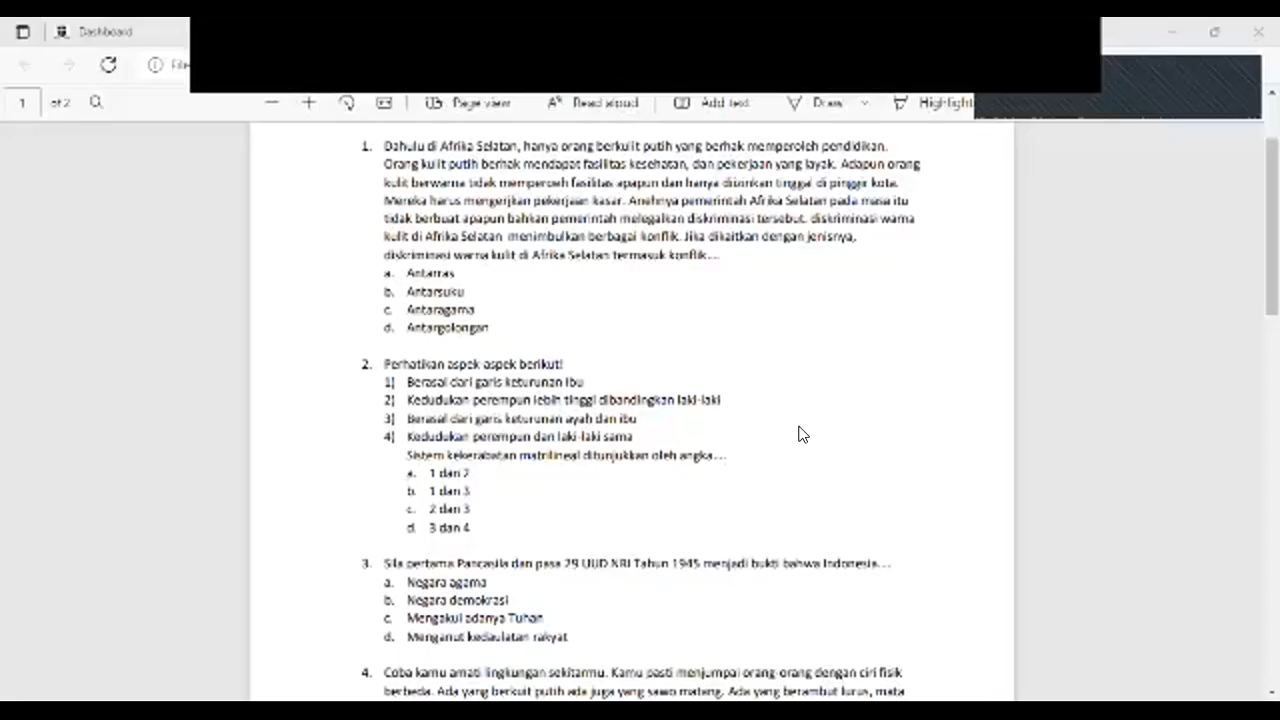 Dashboard
File
1 of 2 Page view Read aloud Add text Draw Highlight
1. Dahulu di Afrika Selatan, hanya orang berkulit putih yang berhak memperoleh pendidikan.
Orang kulit putih berhak mendapat fasilitas kesehatan, dan pekerjaan yang layak. Adapun orang
kulit berwarna tidak memperoeh fasilitas apapun dan hanya diizinkan tinggal di pinggir kota.
Mereka harus mengerjkan pekerjaan kasar. Anehnya pemerintah Afrika Selatan pada masa itu
tidak berbuat apapun bahkan pemerintah melegalkan diskriminasi tersebut. diskriminasi warna
kulit di Afrika Selatan menimbulkan berbagai konflik. Jika dikaitkan dengan jenisnya,
diskriminasi warna kulit di Afrika Selatan termasuk konflik....
a. Antarras
b. Antarsuku
c. Antaragama
d. Antargolongan
2. Perhatikan aspek-aspek berikut!
1) Berasal dari garis keturunan ibu
2) Kedudukan perempun lebih tinggi dibandingkan laki-laki
3) Berasal dari garis keturunan ayah dan ibu
4) Kedudukan perempun dan laki-laki sama
Sistem kekerabatan matrilineal ditunjukkan oleh angka....
a. 1 dan 2
b. 1 dan 3
c. 2 dan 3
d. 3 dan 4
3. Sila pertama Pancasila dan pasa 29 UUD NRI Tahun 1945 menjadi bukti bahwa Indonesia....
a. Negara agama
b. Negara demokrasi
c. Mengakui adanya Tuhan
d. Menganut kedaulatan rakyat
4. Coba kamu amati lingkungan sekitarmu. Kamu pasti menjumpai orang-orang dengan ciri fisik
berbeda. Ada yang berkuit putih ada juga yang sawo matang. Ada yang berambut lurus, mata